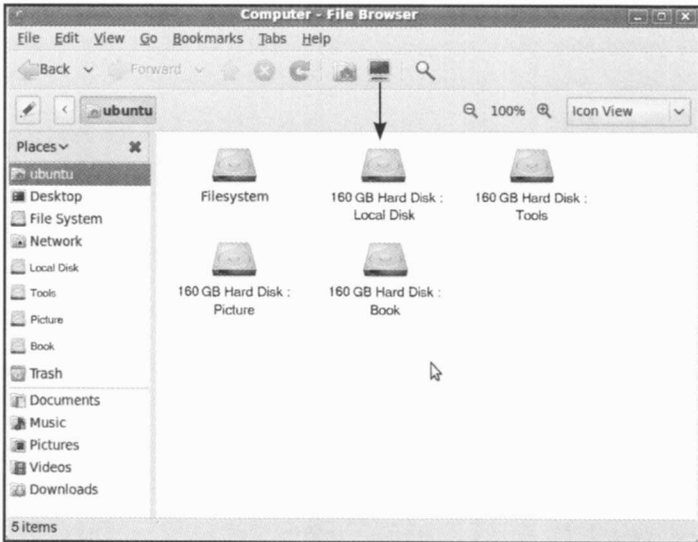 Computer - File Browser
File Edit View Go Bookmarks Tabs Help
Back Forward
ubuntu 100% Icon View
Places
ubuntu
Desktop
File System
Network
Local Disk
Tools
Picture
Book
Trash
Documents
Music
Pictures
Videos
Downloads
Filesystem
160 GB Hard Disk :
Local Disk
160 GB Hard Disk :
Tools
160 GB Hard Disk :
Picture
160 GB Hard Disk :
Book
5 items